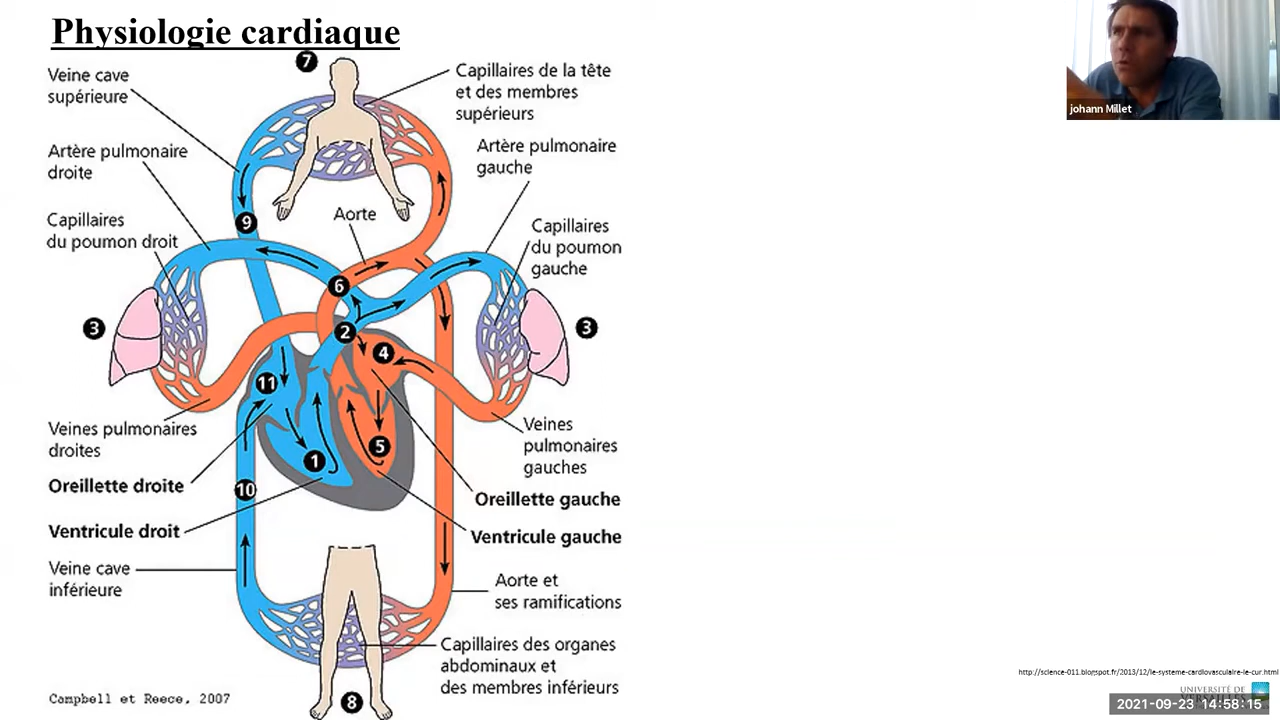 Physiologie cardiaque
7
Veine cave
supérieure
Capillaires de la tête
et des membres
supérieurs
Artère pulmonaire
droite
Artère pulmonaire
gauche
Capillaires
du poumon droit
9
Aorte
Capillaires
du poumon
gauche
6
3
2
3
4
11
Veines pulmonaires
droites
Veines
pulmonaires
gauches
5
1
Oreillette droite
10
Oreillette gauche
Ventricule droit
Ventricule gauche
Veine cave
inférieure
Aorte et
ses ramifications
Capillaires des organes
abdominaux et
des membres inférieurs
Campbell et Reece, 2007
8
johann Millet
http://science-011.blogspot.fr/2013/12/le-systeme-cardiovasculaire-le-cur.html
UNIVERSITÉ DE
2021-09-23 14:58:15